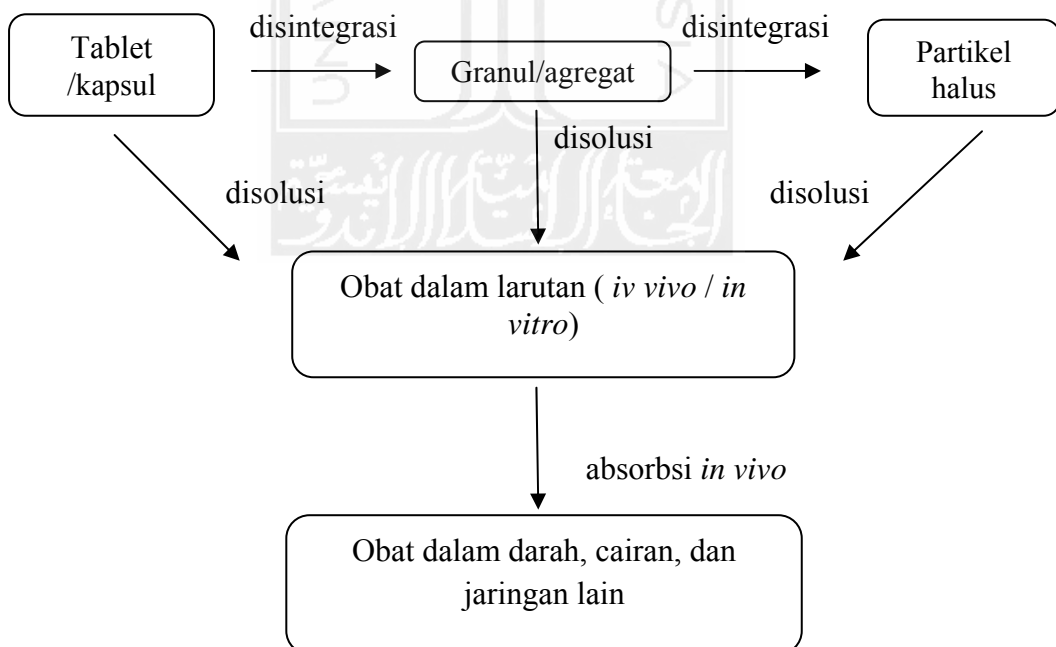 disintegrasi
disintegrasi
Tablet
/kapsul
Granul/agregat
Partikel
halus
disolusi
disolusi
disolusi
Obat dalam larutan ( iv vivo / in
vitro)
absorbsi in vivo
Obat dalam darah, cairan, dan
jaringan lain